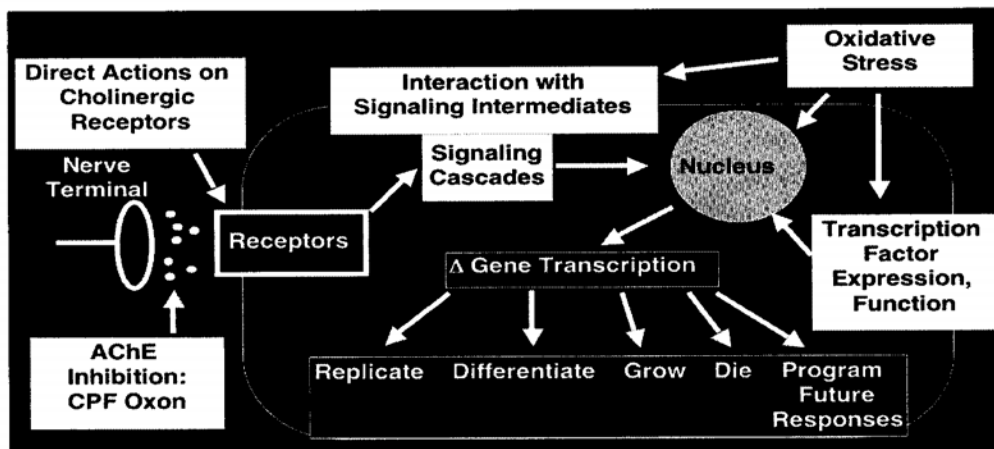 Direct Actions on
Cholinergic
Receptors
Interaction with
Signaling Intermediates
Oxidative
Stress
Nerve
Terminal
Signaling
Cascades
Nucleus
Receptors
Transcription
Factor
Expression,
Function
Δ Gene Transcription
AChE
Inhibition:
CPF Oxon
Replicate Differentiate Grow Die Program
Future
Responses